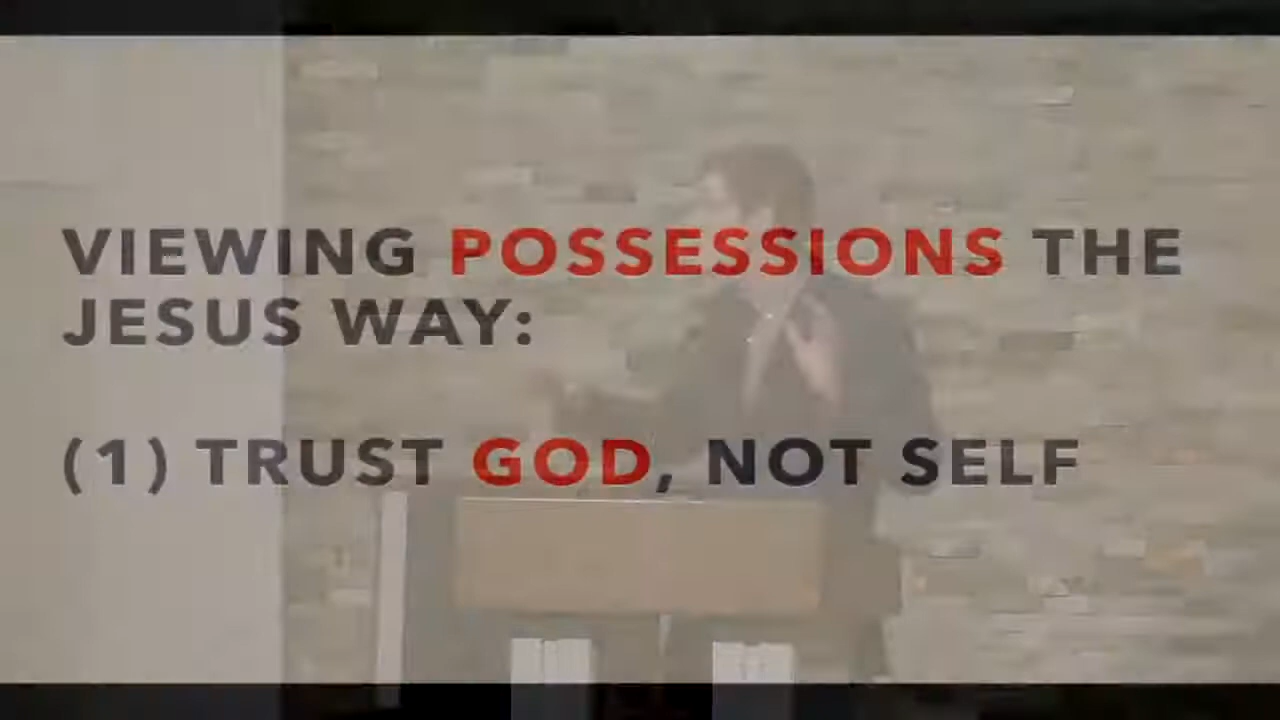 VIEWING POSSESSIONS THE
JESUS WAY:
(1) TRUST GOD, NOT SELF